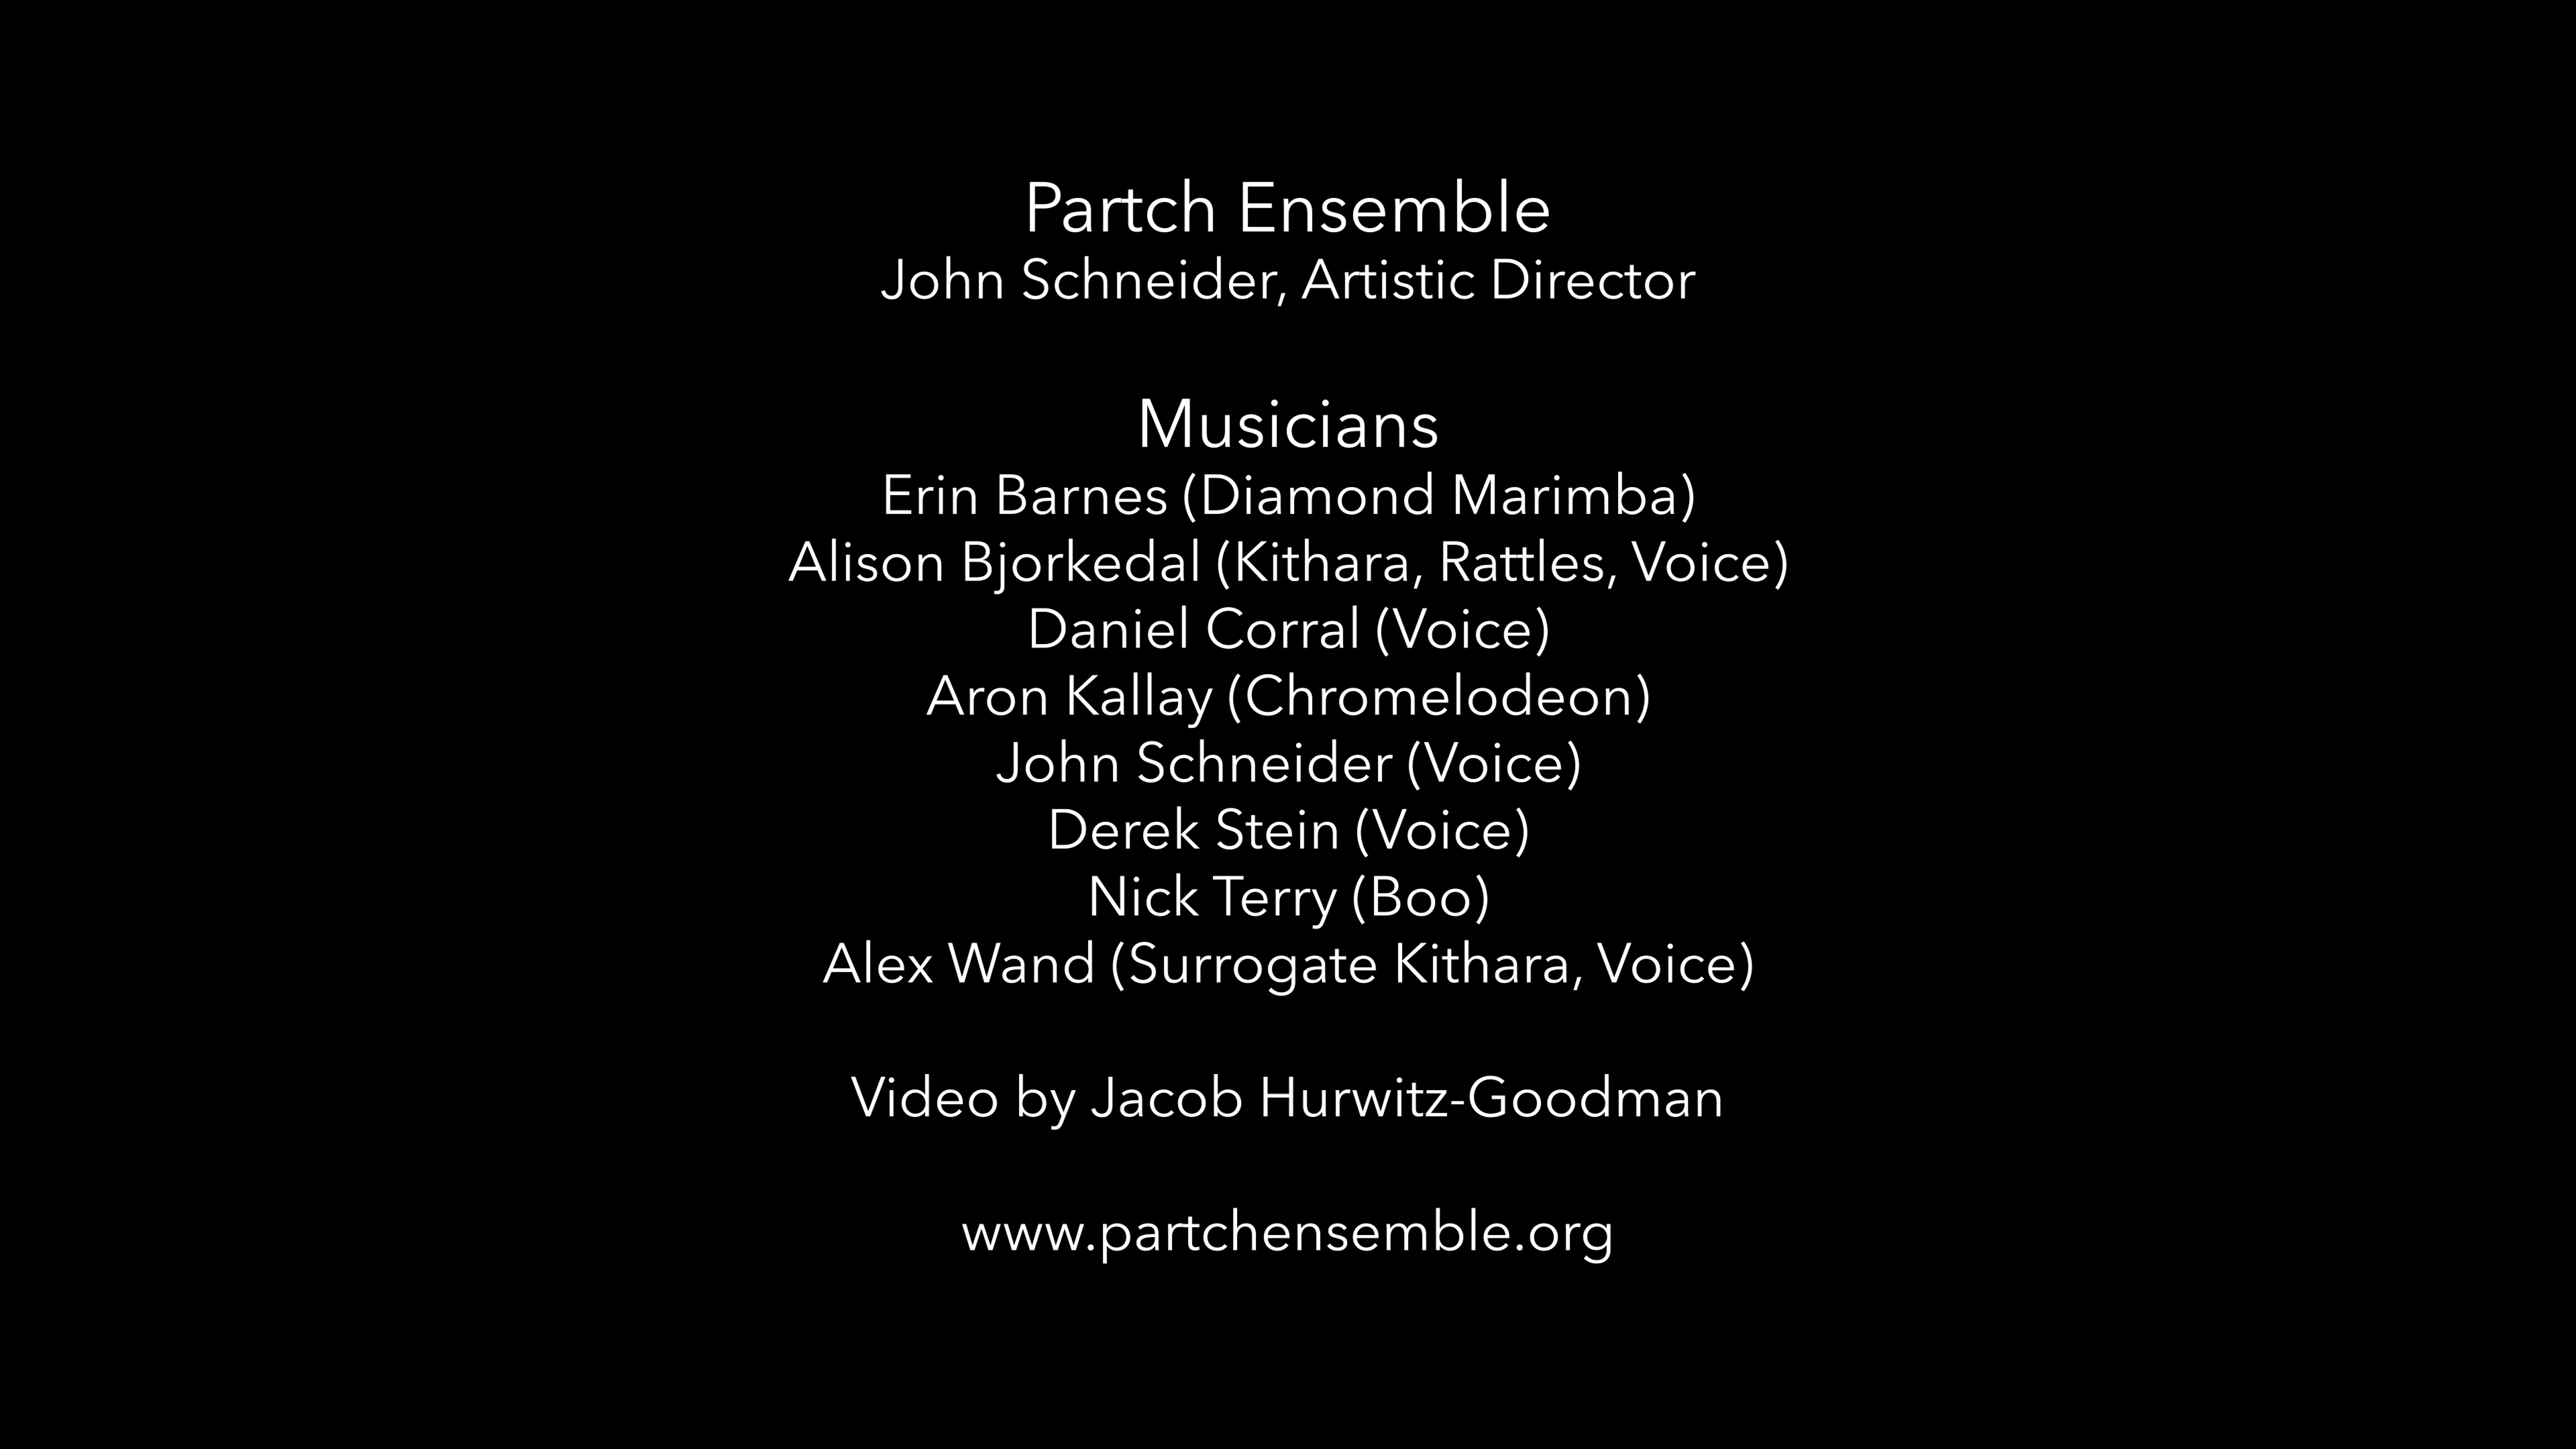 Partch Ensemble
John Schneider, Artistic Director
Musicians
Erin Barnes (Diamond Marimba)
Alison Bjorkedal (Kithara, Rattles, Voice)
Daniel Corral (Voice)
Aron Kallay (Chromelodeon)
John Schneider (Voice)
Derek Stein (Voice)
Nick Terry (Boo)
Alex Wand (Surrogate Kithara, Voice)
Video by Jacob Hurwitz-Goodman
www.partchensemble.org